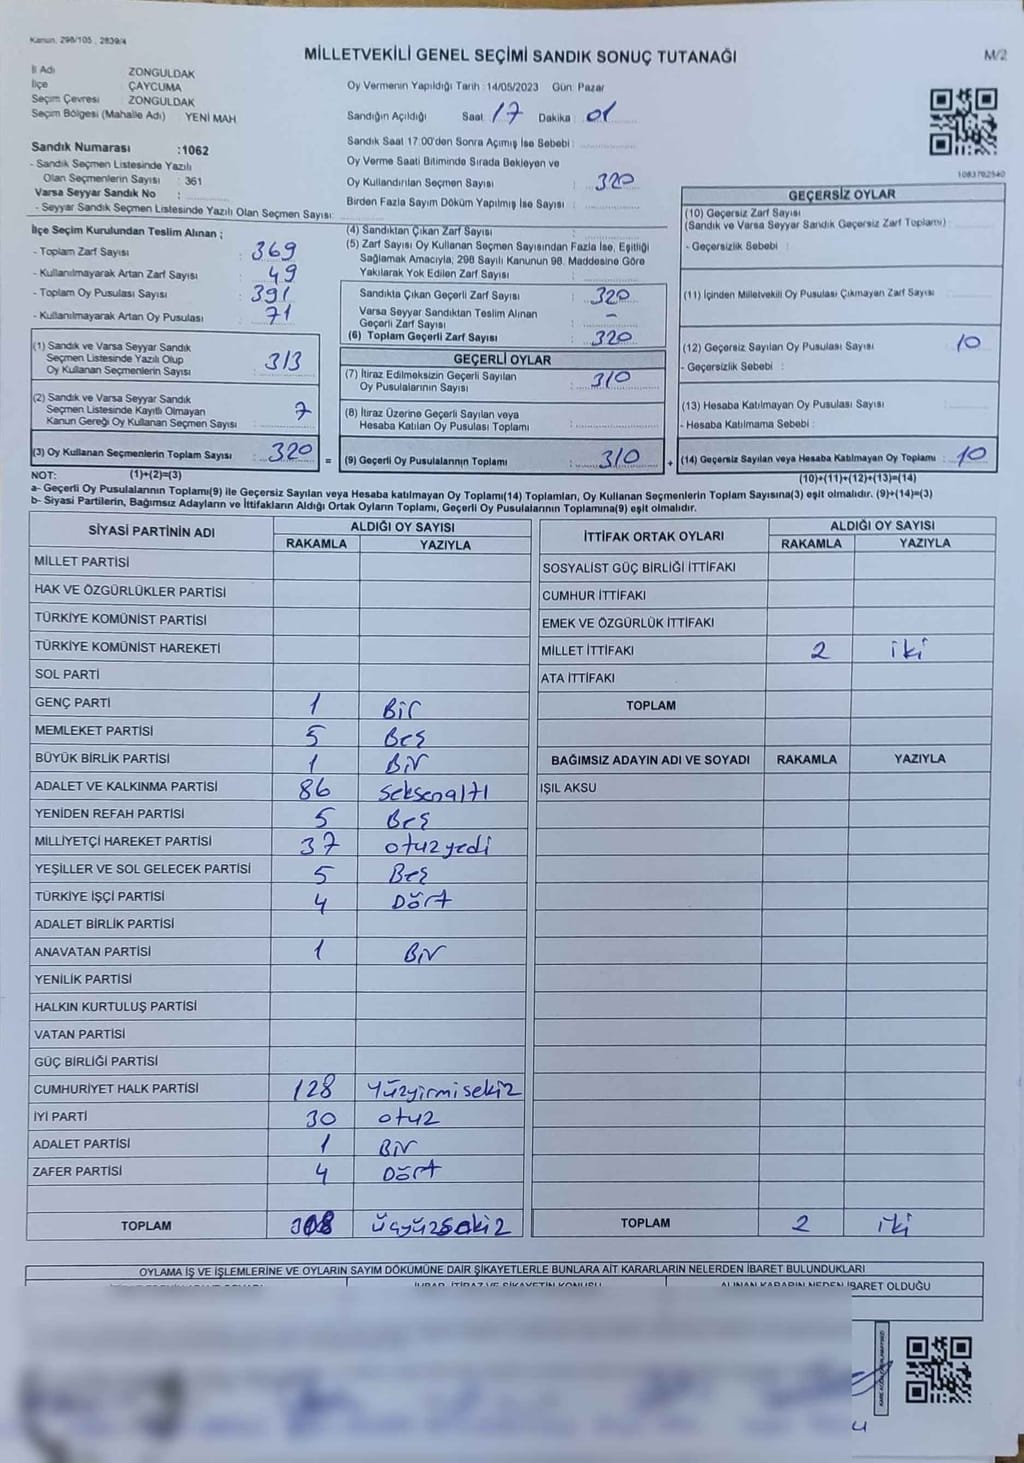 Kanun: 298/105 , 2839/4
MİLLETVEKİLİ GENEL SEÇİMİ SANDIK SONUÇ TUTANAĞI
M/2
İl Adı ZONGULDAK
İlçe ÇAYCUMA
Seçim Çevresi : ZONGULDAK
Seçim Bölgesi (Mahalle Adı) YENİ MAH
Sandık Numarası :1062
- Sandık Seçmen Listesinde Yazılı
Olan Seçmenlerin Sayısı : 361
Varsa Seyyar Sandık No :
- Seyyar Sandık Seçmen Listesinde Yazılı Olan Seçmen Sayısı:
Oy Vermenin Yapıldığı Tarih : 14/05/2023 Gün: Pazar
Sandığın Açıldığı Saat: 17 Dakika : 01
Sandık Saat 17:00'den Sonra Açımış İse Sebebi :
Oy Verme Saati Bitiminde Sırada Bekleyen ve
Oy Kullandırılan Seçmen Sayısı : 320
Birden Fazla Sayım Döküm Yapılmış İse Sayısı :
1083702540
İlçe Seçim Kurulundan Teslim Alınan ;
- Toplam Zarf Sayısı : 369
- Kullanılmayarak Artan Zarf Sayısı : 49
- Toplam Oy Pusulası Sayısı : 391
- Kullanılmayarak Artan Oy Pusulası : 71
(1) Sandık ve Varsa Seyyar Sandık
Seçmen Listesinde Yazılı Olup
Oy Kullanan Seçmenlerin Sayısı : 313
(2) Sandık ve Varsa Seyyar Sandık
Seçmen Listesinde Kayıtlı Olmayan
Kanun Gereği Oy Kullanan Seçmen Sayısı : 7
(3) Oy Kullanan Seçmenlerin Toplam Sayısı : 320
(4) Sandıktan Çıkan Zarf Sayısı :
(5) Zarf Sayısı Oy Kullanan Seçmen Sayısından Fazla İse, Eşitliği
Sağlamak Amacıyla, 298 Sayılı Kanunun 98. Maddesine Göre
Yakılarak Yok Edilen Zarf Sayısı :
Sandıkta Çıkan Geçerli Zarf Sayısı : 320
Varsa Seyyar Sandıktan Teslim Alınan
Geçerli Zarf Sayısı : -
(6) Toplam Geçerli Zarf Sayısı : 320
GEÇERLİ OYLAR
(7) İtiraz Edilmeksizin Geçerli Sayılan
Oy Pusulalarının Sayısı : 310
(8) İtiraz Üzerine Geçerli Sayılan veya
Hesaba Katılan Oy Pusulası Toplamı :
= (9) Geçerli Oy Pusulalarının Toplamı : 310
GEÇERSİZ OYLAR
(10) Geçersiz Zarf Sayısı
(Sandık ve Varsa Seyyar Sandık Geçersiz Zarf Toplamı) :
- Geçersizlik Sebebi :
(11) İçinden Milletvekili Oy Pusulası Çıkmayan Zarf Sayısı :
(12) Geçersiz Sayılan Oy Pusulası Sayısı : 10
- Geçersizlik Sebebi :
(13) Hesaba Katılmayan Oy Pusulası Sayısı :
- Hesaba Katılmama Sebebi :
+ (14) Geçersiz Sayılan veya Hesaba Katılmayan Oy Toplamı : 10
NOT: (1)+(2)=(3) (10)+(11)+(12)+(13)=(14)
a- Geçerli Oy Pusulalarının Toplamı(9) ile Geçersiz Sayılan veya Hesaba katılmayan Oy Toplamı(14) Toplamları, Oy Kullanan Seçmenlerin Toplam Sayısına(3) eşit olmalıdır. (9)+(14)=(3)
b- Siyasi Partilerin, Bağımsız Adayların ve İttifakların Aldığı Ortak Oyların Toplamı, Geçerli Oy Pusulalarının Toplamına(9) eşit olmalıdır.
SİYASİ PARTİNİN ADI ALDIĞI OY SAYISI
RAKAMLA YAZIYLA
MİLLET PARTİSİ
HAK VE ÖZGÜRLÜKLER PARTİSİ
TÜRKİYE KOMÜNİST PARTİSİ
TÜRKİYE KOMÜNİST HAREKETİ
SOL PARTİ
GENÇ PARTİ 1 Bir
MEMLEKET PARTİSİ 5 Beş
BÜYÜK BİRLİK PARTİSİ 1 Bir
ADALET VE KALKINMA PARTİSİ 86 Seksenaltı
YENİDEN REFAH PARTİSİ 5 Beş
MİLLİYETÇİ HAREKET PARTİSİ 37 otuzyedi
YEŞİLLER VE SOL GELECEK PARTİSİ 5 Beş
TÜRKİYE İŞÇİ PARTİSİ 4 Dört
ADALET BİRLİK PARTİSİ
ANAVATAN PARTİSİ 1 Bir
YENİLİK PARTİSİ
HALKIN KURTULUŞ PARTİSİ
VATAN PARTİSİ
GÜÇ BİRLİĞİ PARTİSİ
CUMHURİYET HALK PARTİSİ 128 Yüzyirmisekiz
İYİ PARTİ 30 otuz
ADALET PARTİSİ 1 Bir
ZAFER PARTİSİ 4 Dört
TOPLAM 308 üçyüzsekiz
İTTİFAK ORTAK OYLARI ALDIĞI OY SAYISI
RAKAMLA YAZIYLA
SOSYALİST GÜÇ BİRLİĞİ İTTİFAKI
CUMHUR İTTİFAKI
EMEK VE ÖZGÜRLÜK İTTİFAKI
MİLLET İTTİFAKI 2 iki
ATA İTTİFAKI
TOPLAM
BAĞIMSIZ ADAYIN ADI VE SOYADI RAKAMLA YAZIYLA
IŞIL AKSU
TOPLAM 2 iki
OYLAMA İŞ VE İŞLEMLERİNE VE OYLARIN SAYIM DÖKÜMÜNE DAİR ŞİKAYETLERLE BUNLARA AİT KARARLARIN NELERDEN İBARET BULUNDUKLARI
ALINAN KARARIN NEDEN İBARET OLDUĞU